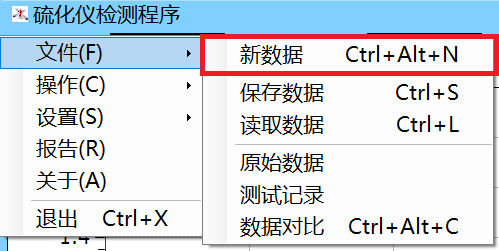 硫化仪检测程序
文件(F)
操作(C)
设置(S)
报告(R)
关于(A)
退出 Ctrl+X
新数据 Ctrl+Alt+N
保存数据 Ctrl+S
读取数据 Ctrl+L
原始数据
测试记录
数据对比 Ctrl+Alt+C
1.4